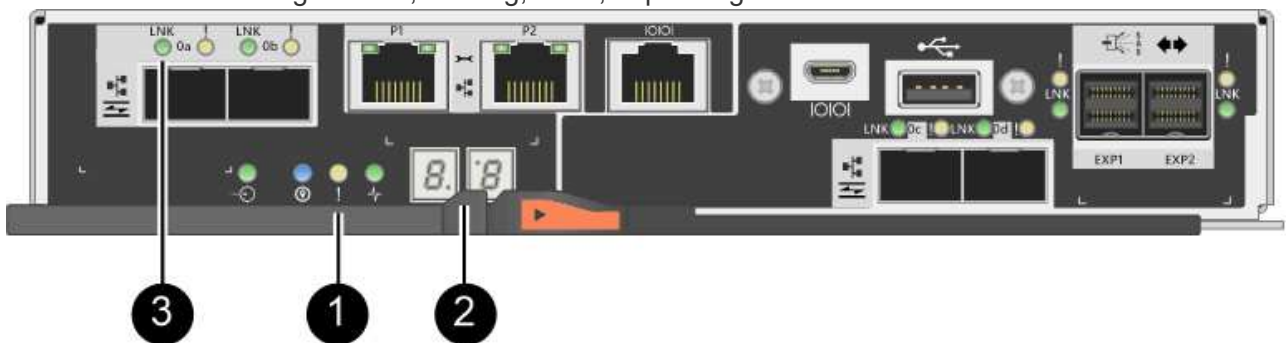 LNK 0a ! LNK 0b !
P1
P2
IOIOI
IOIOI
LNK 0c ! LNK 0d !
! LNK
! LNK
EXP1 EXP2
!
8. 8
3 1 2